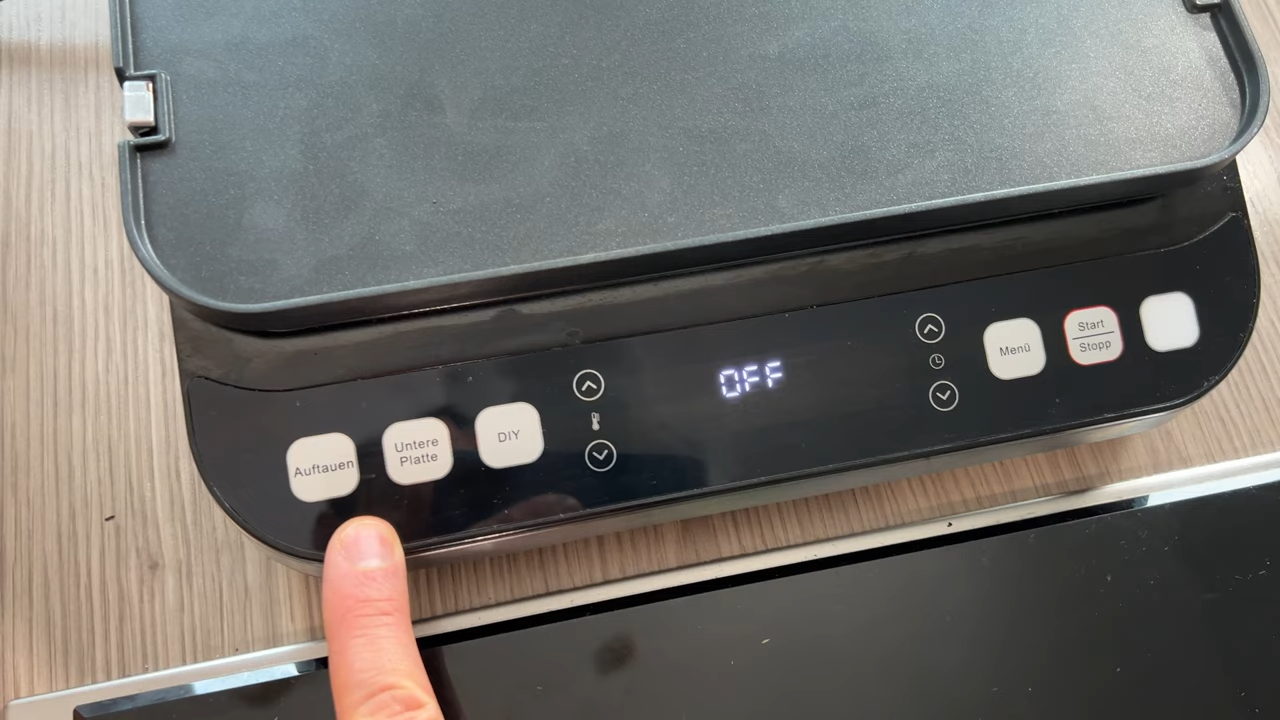 Auftauen
Untere
Platte
DIY
OFF
Menü
Start
Stopp